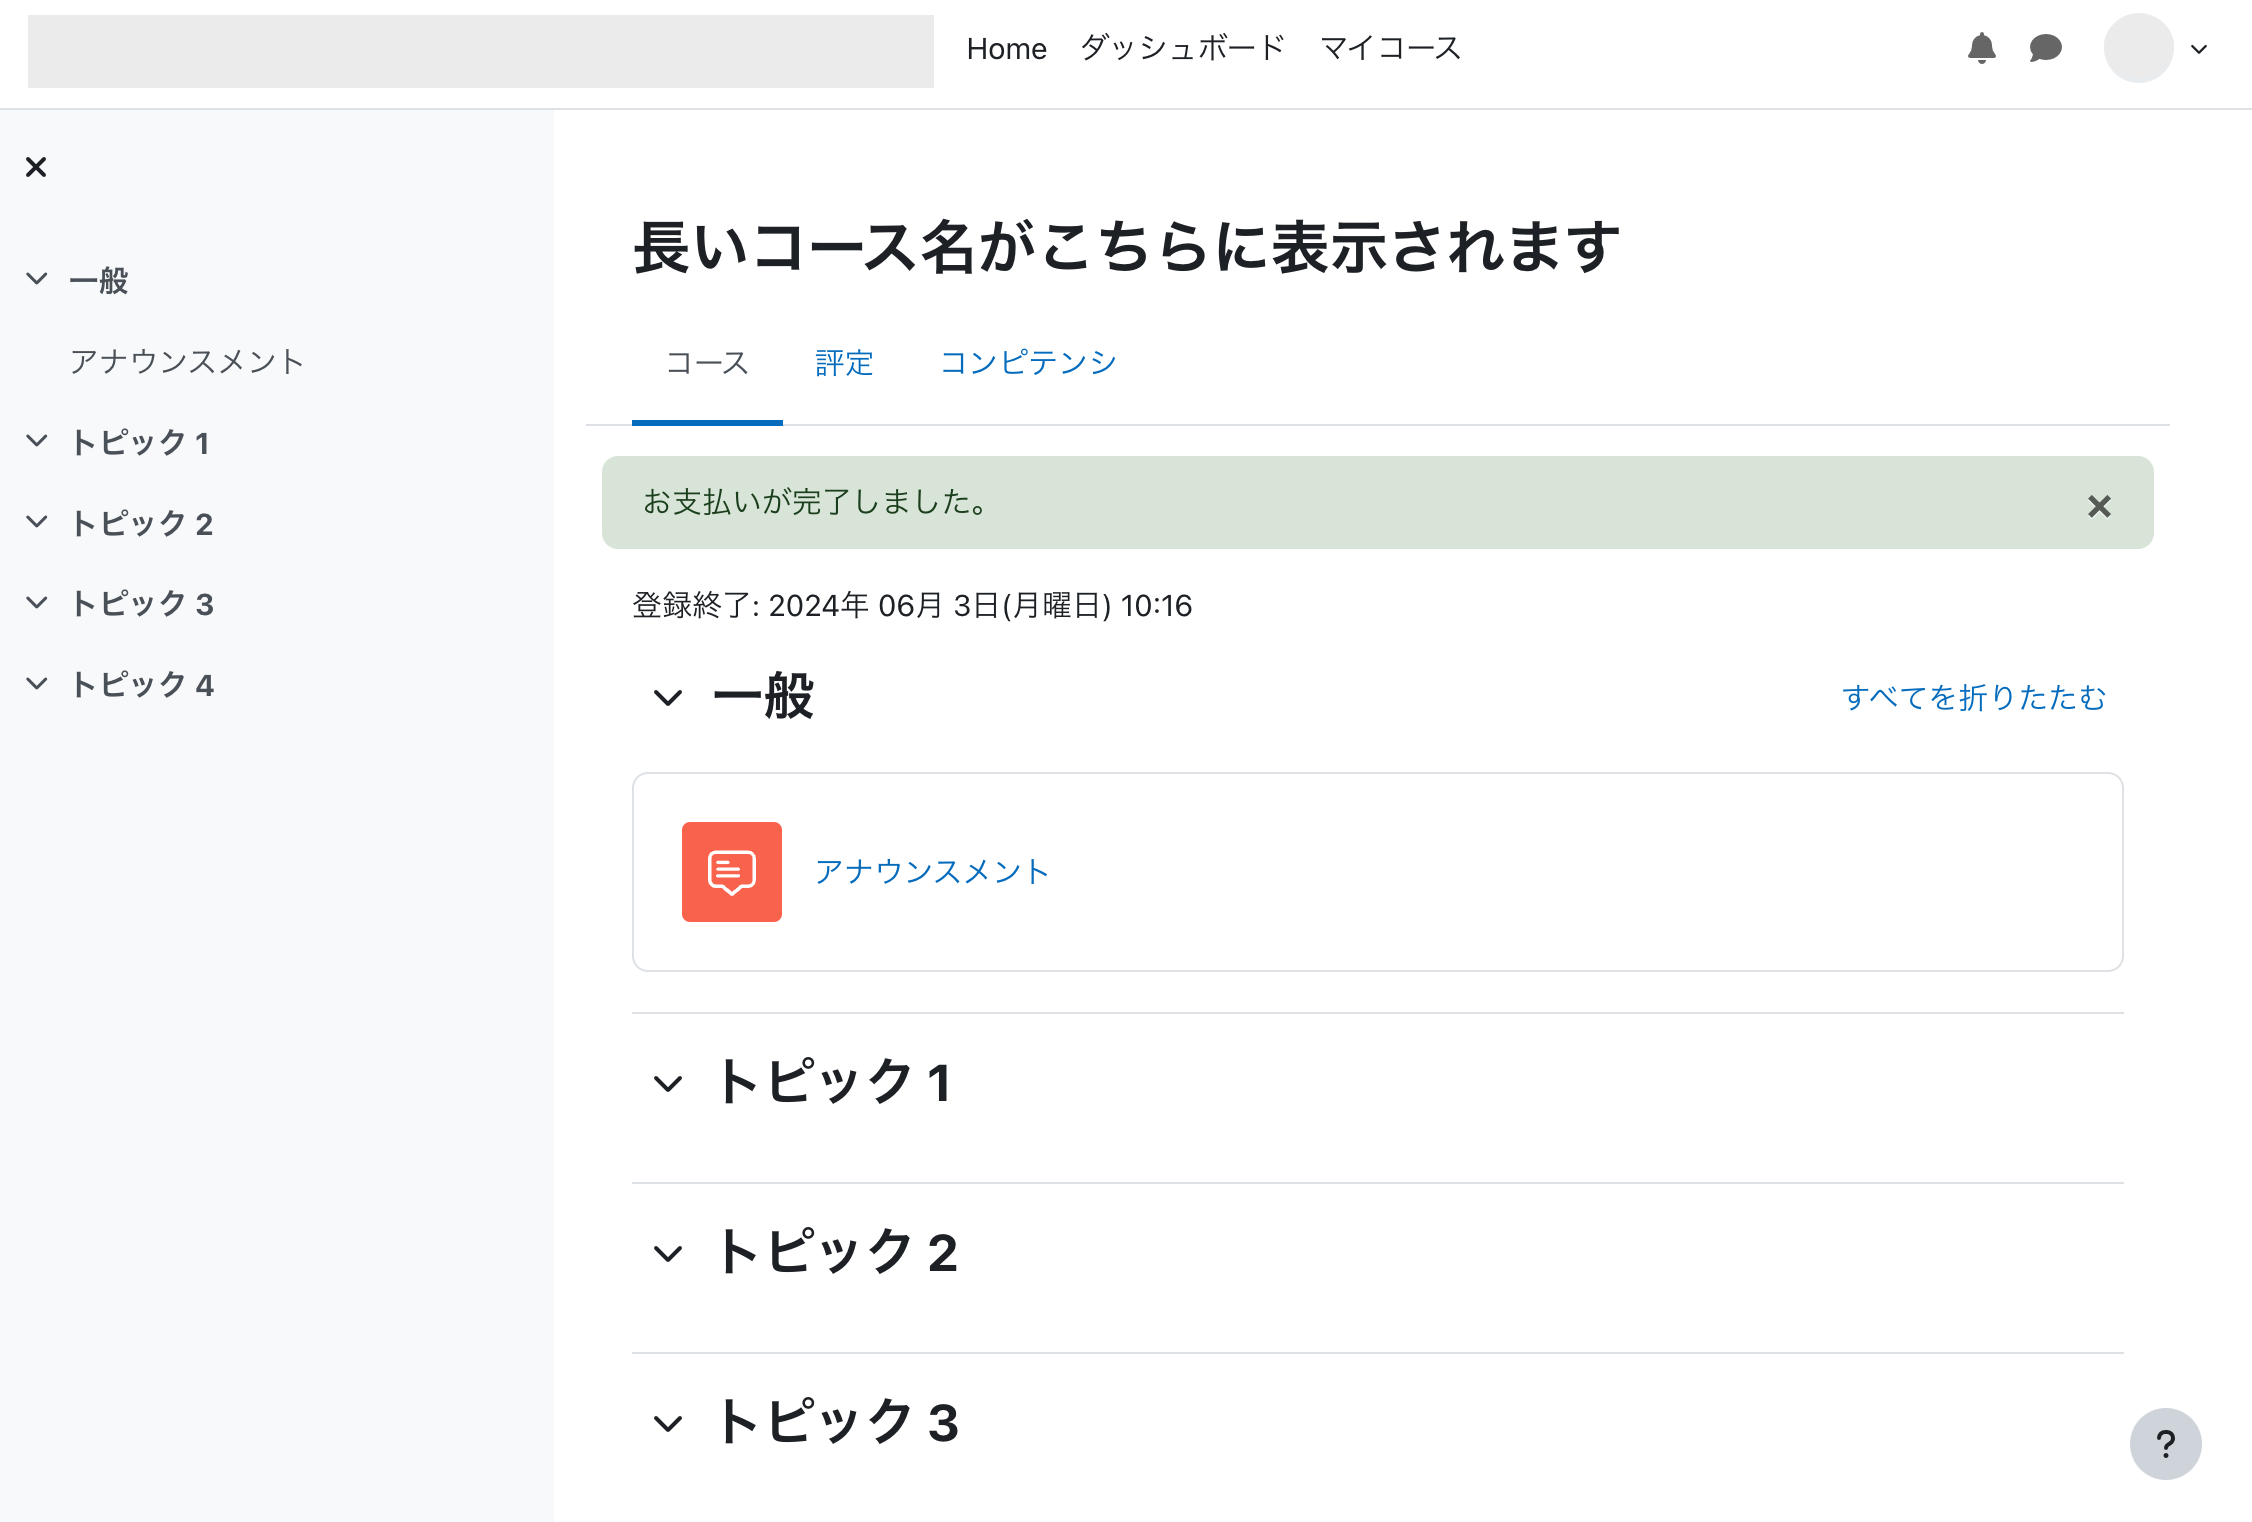 Home ダッシュボード マイコース
一般
アナウンスメント
トピック 1
トピック 2
トピック 3
トピック 4
長いコース名がこちらに表示されます
コース 評定 コンピテンシ
お支払いが完了しました。
登録終了: 2024年 06月 3日(月曜日) 10:16
一般 すべてを折りたたむ
アナウンスメント
トピック 1
トピック 2
トピック 3
?